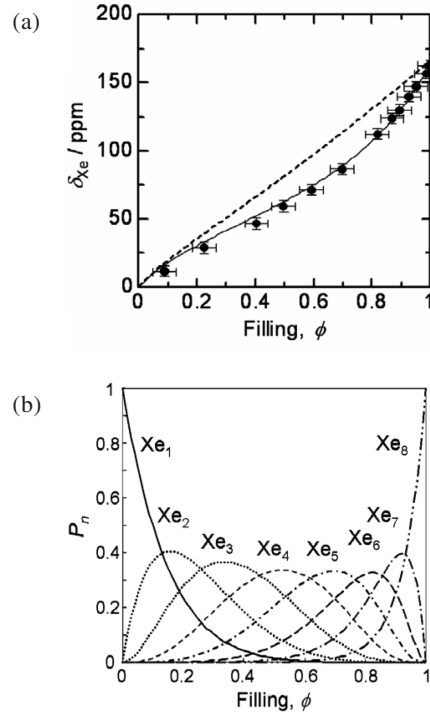 (a)
200
150
100
50
0
δXe / ppm
0 0.2 0.4 0.6 0.8 1
Filling, ϕ
(b)
1
0.8
0.6
0.4
0.2
0
Pn
Xe1
Xe2
Xe3
Xe4
Xe5
Xe6
Xe7
Xe8
0 0.2 0.4 0.6 0.8 1
Filling, ϕ